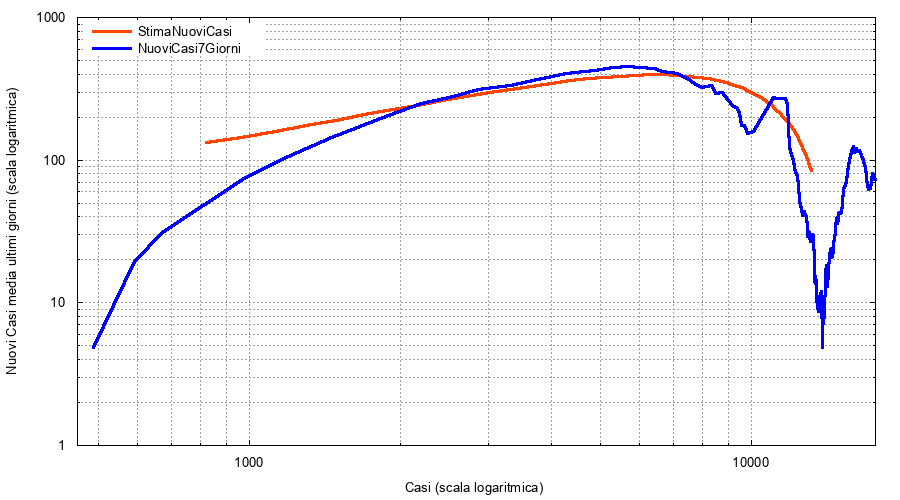 1000
StimaNuoviCasi
NuoviCasi7Giorni
100
10
1
Nuovi Casi media ultimi giorni (scala logaritmica)
1000
10000
Casi (scala logaritmica)